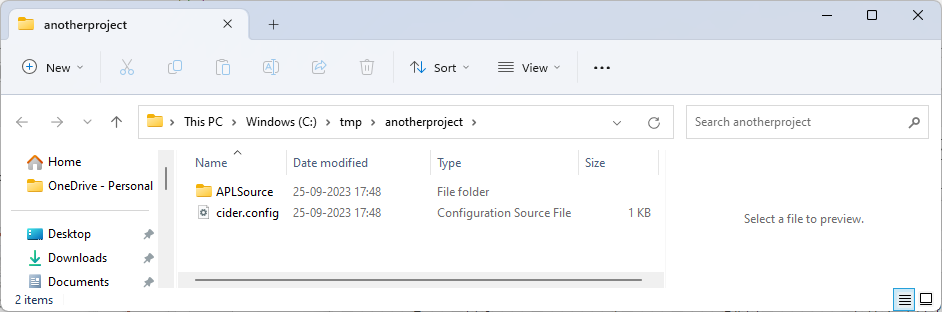 anotherproject
New Sort View
This PC Windows (C:) tmp anotherproject Search anotherproject
Home
OneDrive - Personal
Desktop
Downloads
Documents
Name Date modified Type Size
APLSource 25-09-2023 17:48 File folder
cider.config 25-09-2023 17:48 Configuration Source File 1 KB
Select a file to preview.
2 items